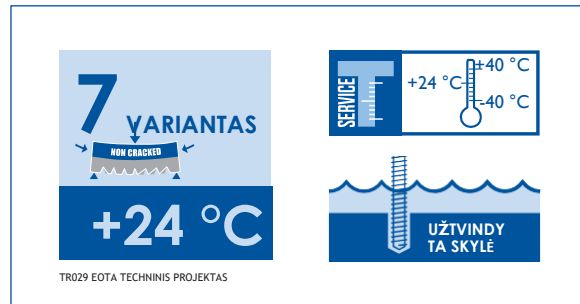 7 VARIANTAS
NON CRACKED
+24 °C
TR029 EOTA TECHNINIS PROJEKTAS
SERVICE T
+40 °C
+24 °C
-40 °C
UŽTVINDY
TA SKYLĖ